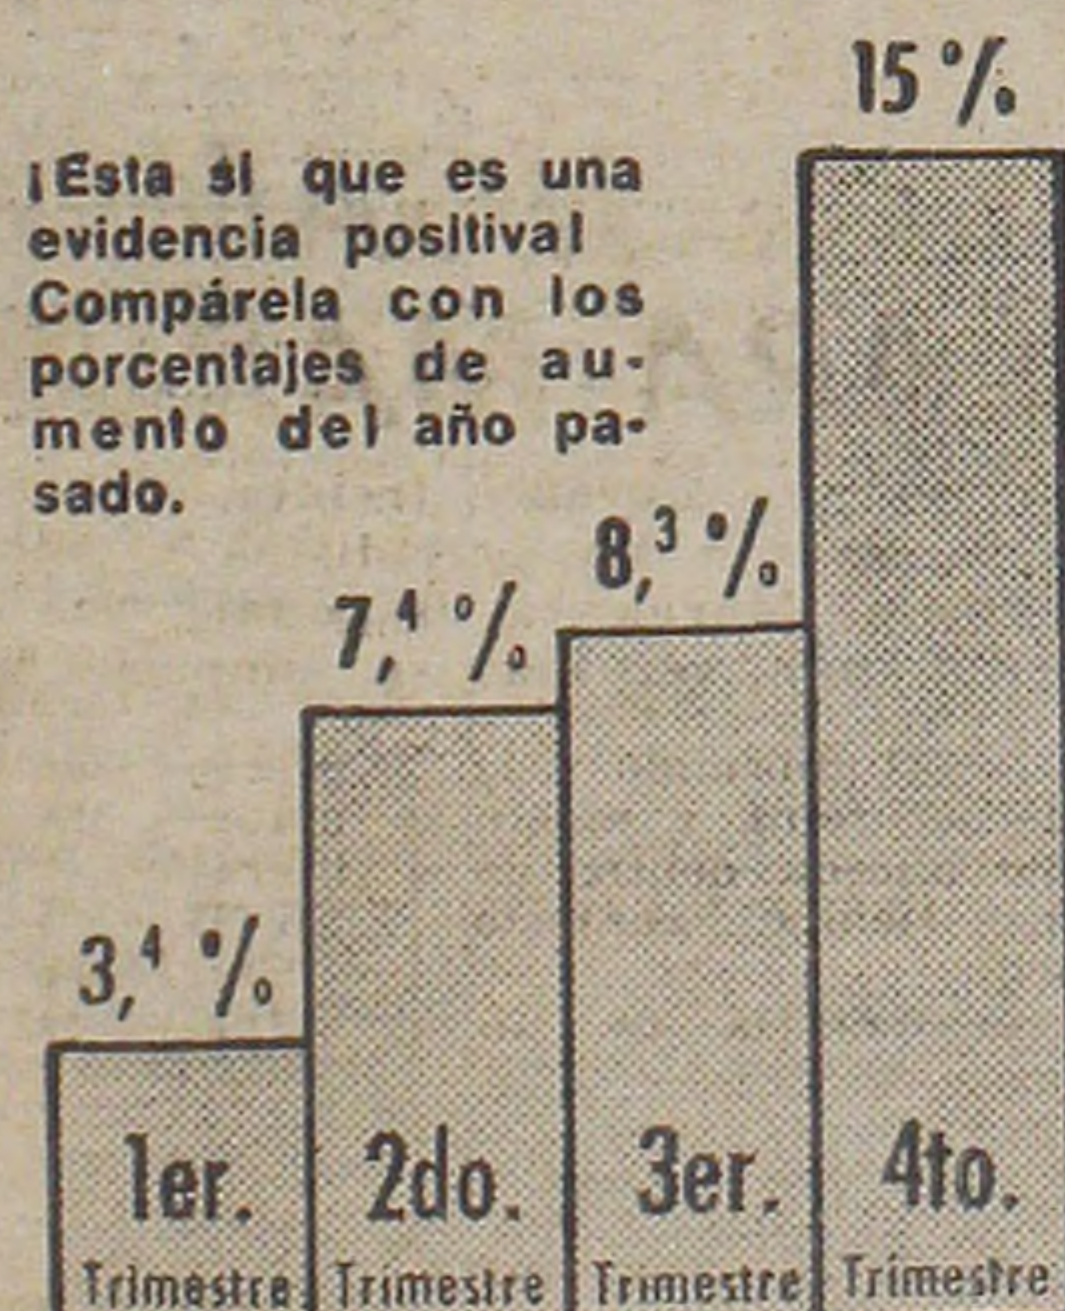 15 %
¡Esta sí que es una
evidencia positiva!
Compárela con los
porcentajes de au-
mento del año pa-
sado.
8,3 %
7,4 %
3,4 %
1er. 2do. 3er. 4to.
Trimestre Trimestre Trimestre Trimestre